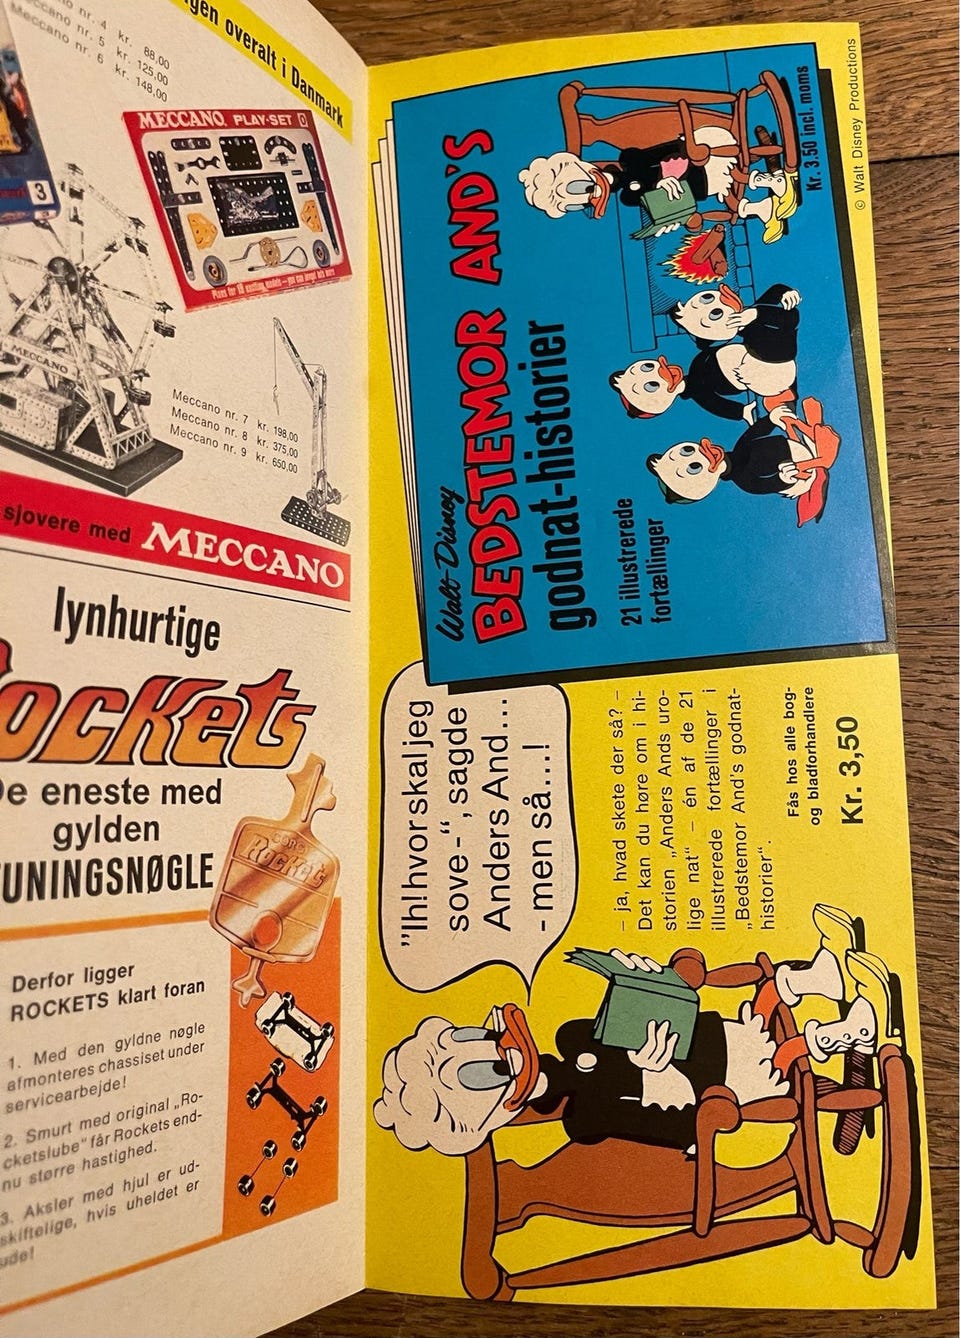 gen overalt i Danmark
nr. 4 kr. 88,00
Meccano nr. 5 kr. 125,00
Meccano nr. 6 kr. 148,00
3
MECCANO PLAY-SET 0
MECCANO
Meccano nr. 7 kr. 198,00
Meccano nr. 8 kr. 375,00
Meccano nr. 9 kr. 650,00
sjovere med MECCANO
lynhurtige
ockets
De eneste med
gylden
TUNINGSNØGLE
ROCKETS
Derfor ligger
ROCKETS klart foran
1. Med den gyldne nøgle
afmonteres chassiset under
servicearbejde!
2. Smurt med original „Ro-
cketslube" får Rockets end-
nu større hastighed.
3. Aksler med hjul er ud-
skiftelige, hvis uheldet er
ude!
Walt Disney
BEDSTEMOR AND'S
godnat-historier
21 illustrerede
fortællinger
Kr. 3.50 incl. moms
© Walt Disney Productions
"Ih! hvor skal jeg
sove-", sagde
Anders And...
- men så...!
– ja, hvad skete der så? –
Det kan du høre om i hi-
storien „Anders Ands uro-
lige nat" – én af de 21
illustrerede fortællinger i
„Bedstemor And's godnat-
historier".
Fås hos alle bog-
og bladforhandlere
Kr. 3,50